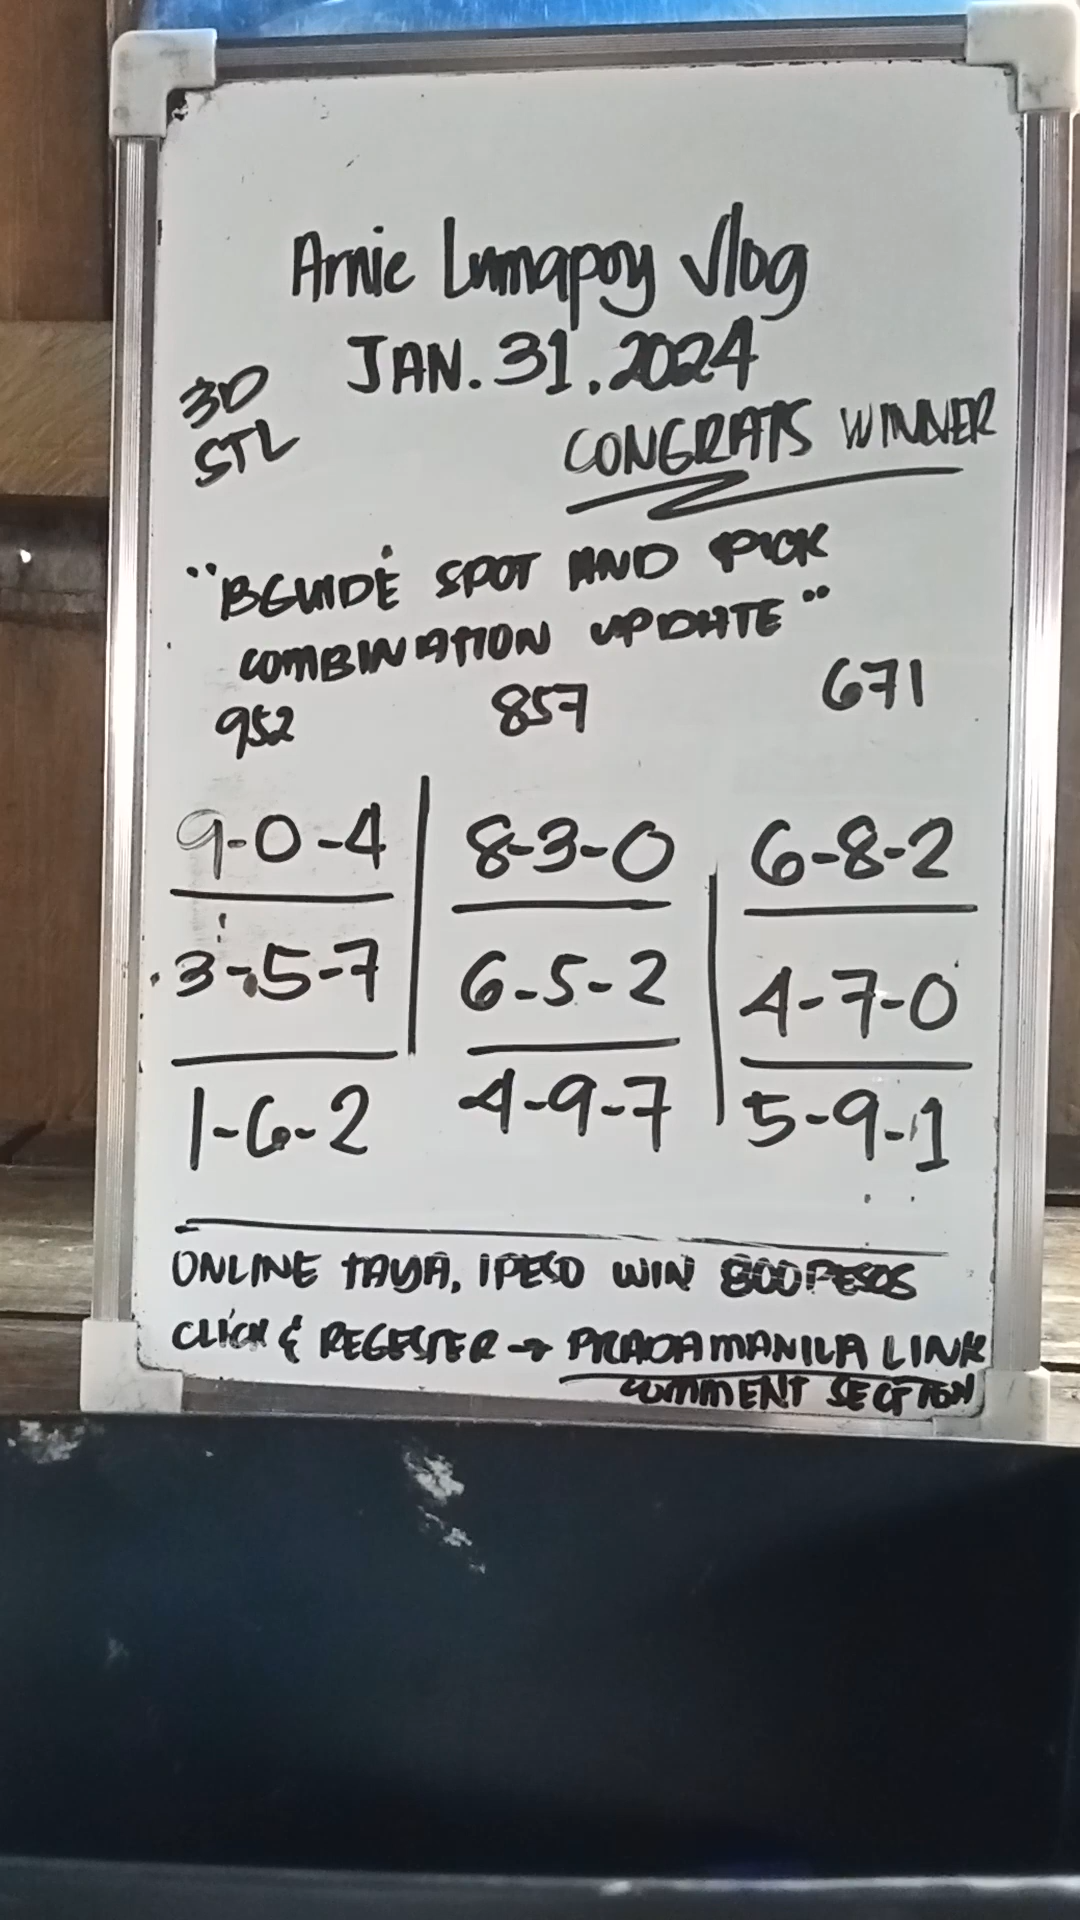 Arnie Lumapoy Vlog
JAN.31.2024
3D
STL
CONGRATS WINNER
"BGUIDE SPOT AND PICK
COMBINATION UPDATE"
952 857 671
9-0-4 8-3-0 6-8-2
3-5-7 6-5-2 4-7-0
1-6-2 4-9-7 5-9-1
ONLINE TAYA, 1PESO WIN 800PESOS
CLICK & REGESTER → PRADAMANILA LINK
COMMENT SECTION